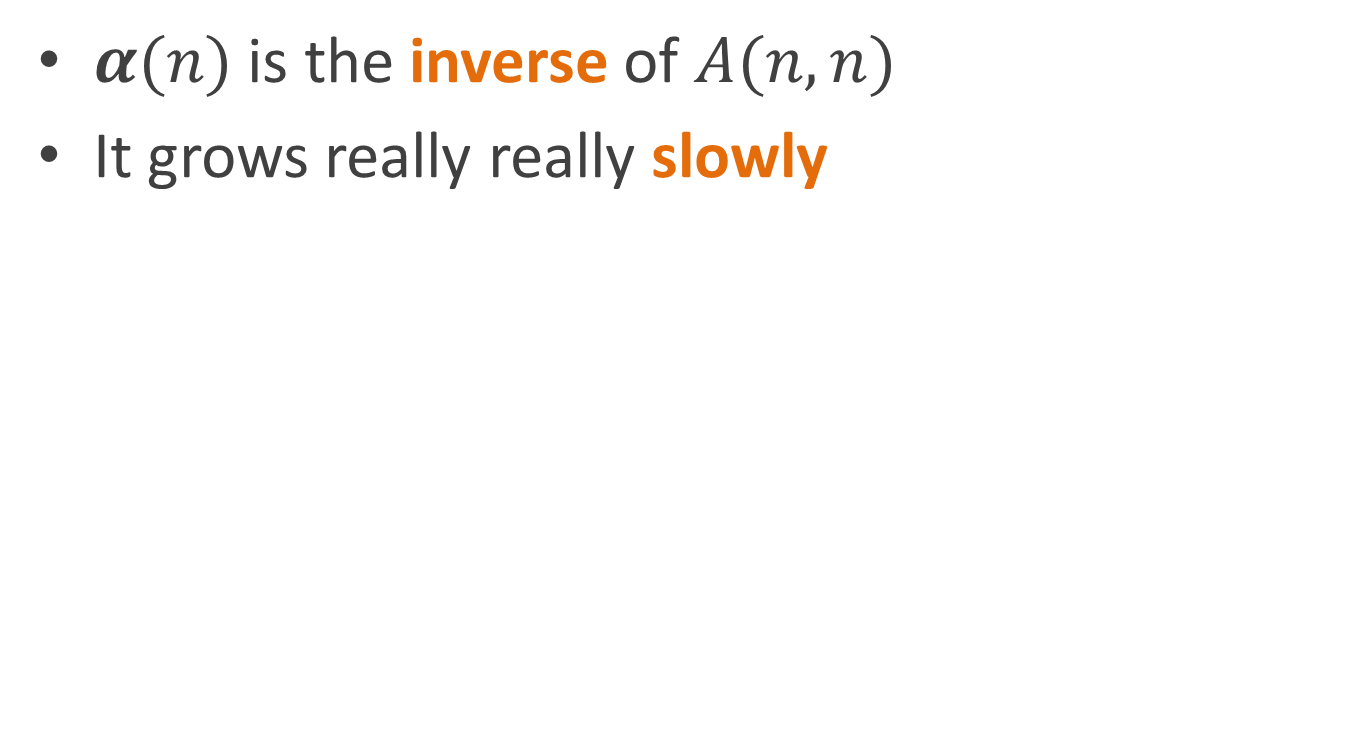 • 𝜶(𝑛) is the inverse of 𝐴(𝑛, 𝑛)
• It grows really really slowly